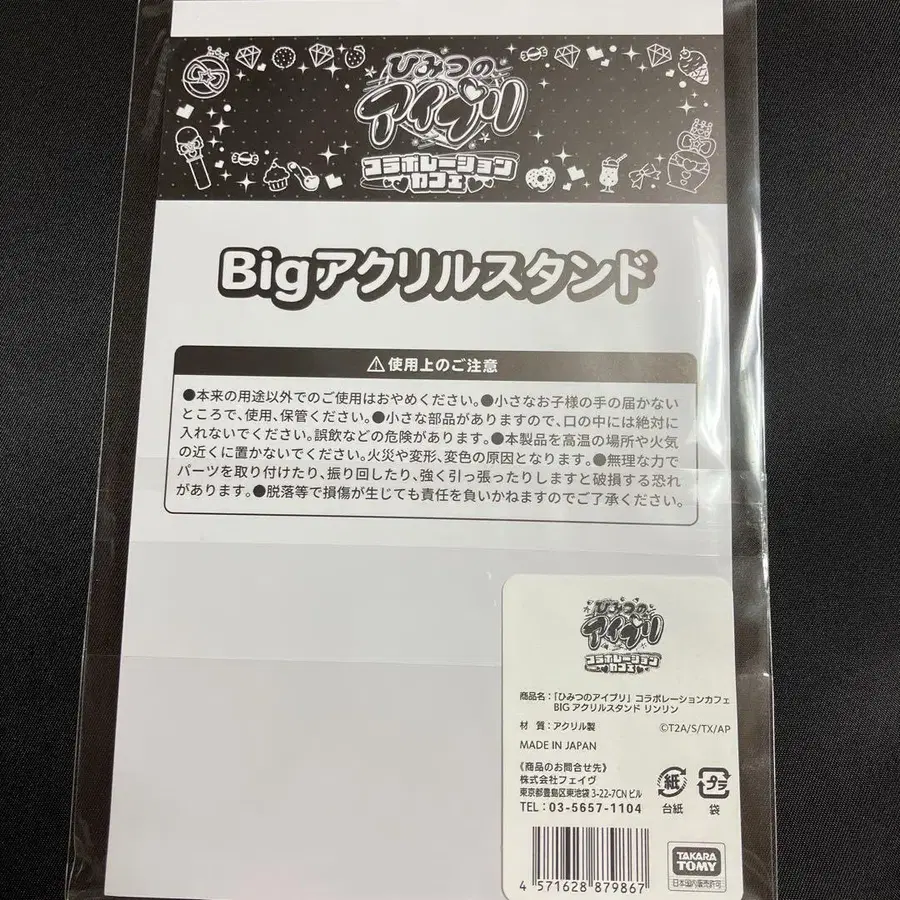 ひみつの
アイプリ
コラボレーション
カフェ
Bigアクリルスタンド
⚠使用上のご注意
●本来の用途以外でのご使用はおやめください。●小さなお子様の手の届かない
ところで、使用、保管ください。●小さな部品がありますので、口の中には絶対に
入れないでください。誤飲などの危険があります。●本製品を高温の場所や火気
の近くに置かないでください。火災や変形、変色の原因となります。●無理な力で
パーツを取り付けたり、振り回したり、強く引っ張ったりしますと破損する恐れ
があります。●脱落等で損傷が生じても責任を負いかねますのでご了承ください。
ひみつの
アイプリ
コラボレーション
カフェ
商品名：「ひみつのアイプリ」コラボレーションカフェ
BIG アクリルスタンド リンリン
材 質：アクリル製
©T2A/S/TX/AP
MADE IN JAPAN
《商品のお問合せ先》
株式会社フェイヴ
東京都豊島区東池袋 3-22-7CN ビル
TEL：03-5657-1104
紙
台紙
プラ
袋
4 571628 879867
TAKARA TOMY
日本国内販売許可